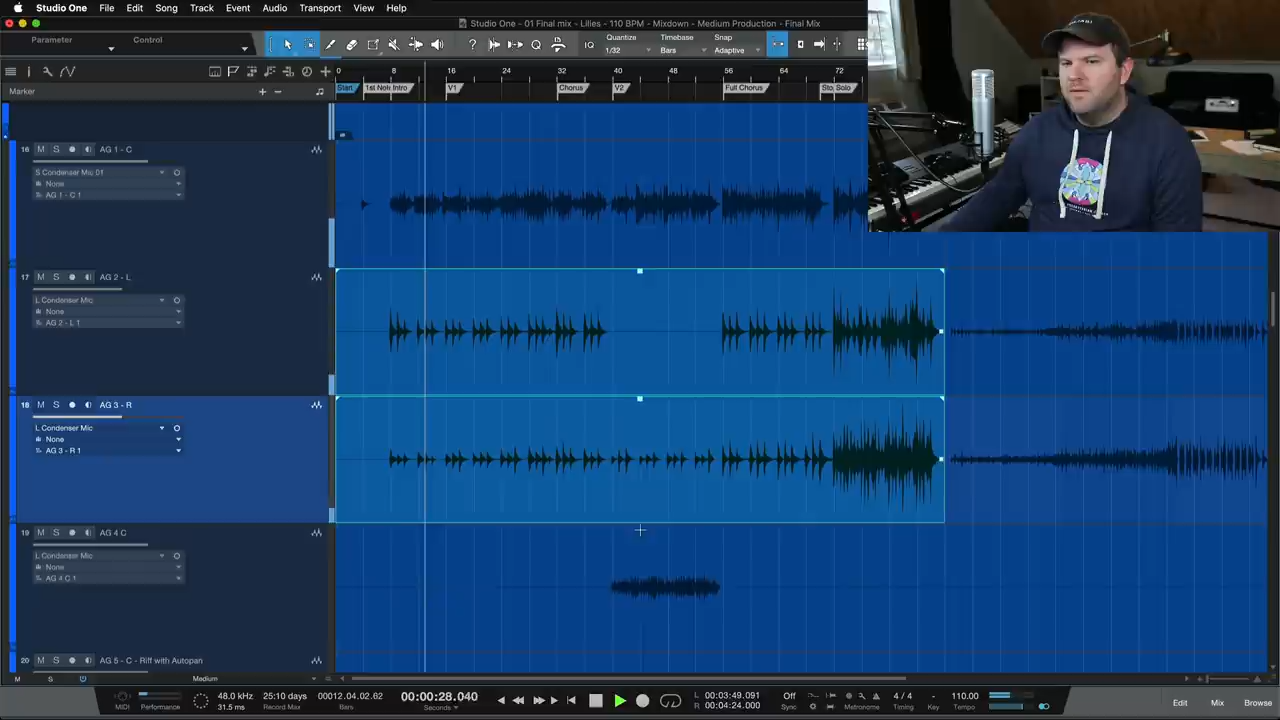 Studio One File Edit Song Track Event Audio Transport View Help
Studio One - 01 Final mix - Lilies - 110 BPM - Mixdown - Medium Production - Final Mix
Parameter Control
Quantize Timebase Snap
IQ 1/32 Bars Adaptive
0 16 24 32 40 48 56 64 72
Start 1st Note Intro V1 Chorus V2 Full Chorus Solo
Marker
16 M S AG 1 - C
S Condenser Mic 01
None
AG 1 - C 1
17 M S AG 2 - L
L Condenser Mic
None
AG 2 - L 1
18 M S AG 3 - R
L Condenser Mic
None
AG 3 - R 1
19 M S AG 4 C
L Condenser Mic
None
AG 4 C 1
20 M S AG 5 - C - Riff with Autopan
M S Medium
48.0 kHz 25:10 days 00012.04.02.62 00:00:28.040 L 00:03:49.091 Off 4 / 4 - 110.00
MIDI Performance 31.5 ms Record Max Bars Seconds R 00:04:24.000 Sync Metronome Timing Key Tempo
Edit Mix Browse